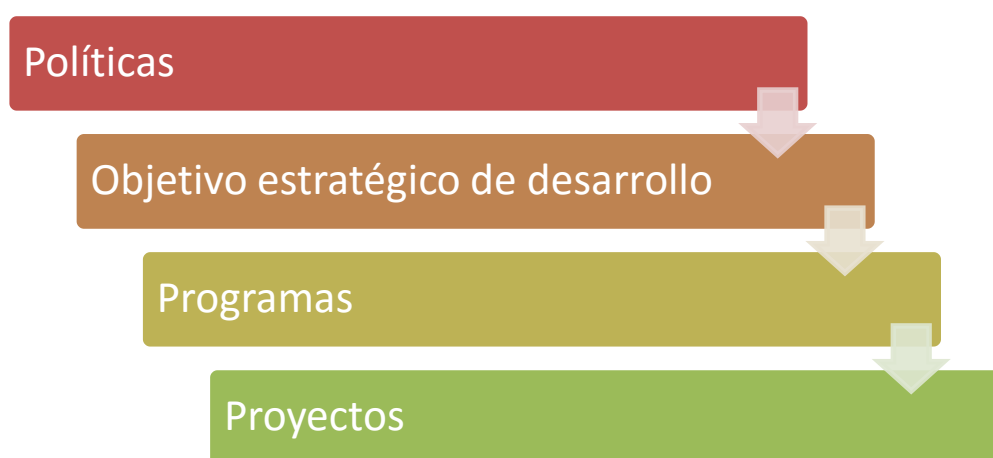 Políticas
Objetivo estratégico de desarrollo
Programas
Proyectos